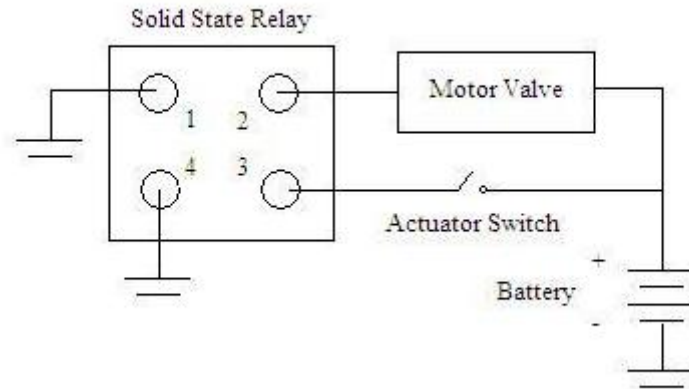 Solid State Relay
1 2
Motor Valve
4 3
Actuator Switch
+
Battery
-